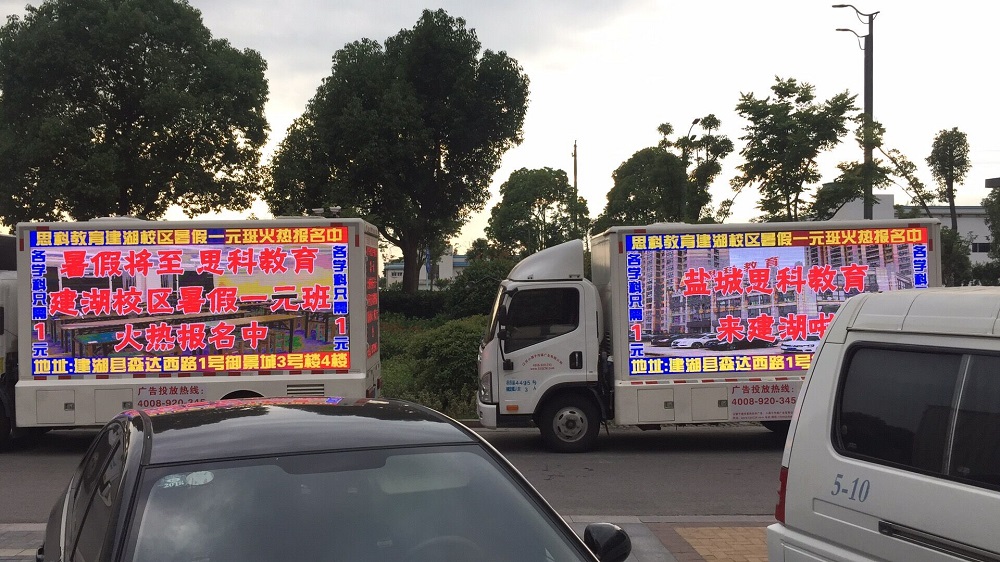 思科教育建湖校区暑假一元班火热报名中
暑假将至 思科教育
建湖校区暑假一元班
火热报名中
各学科只需1元
各学科只需1元
地址:建湖县森达西路1号御景城3号楼4楼
广告投放热线:
4008-920-345
思科教育建湖校区暑假一元班火热报名中
盐城思科教育
来建湖啦
各学科只需1元
各学科只需
地址:建湖县森达西路1号
广告投放热线:
4008-920-345
5-10